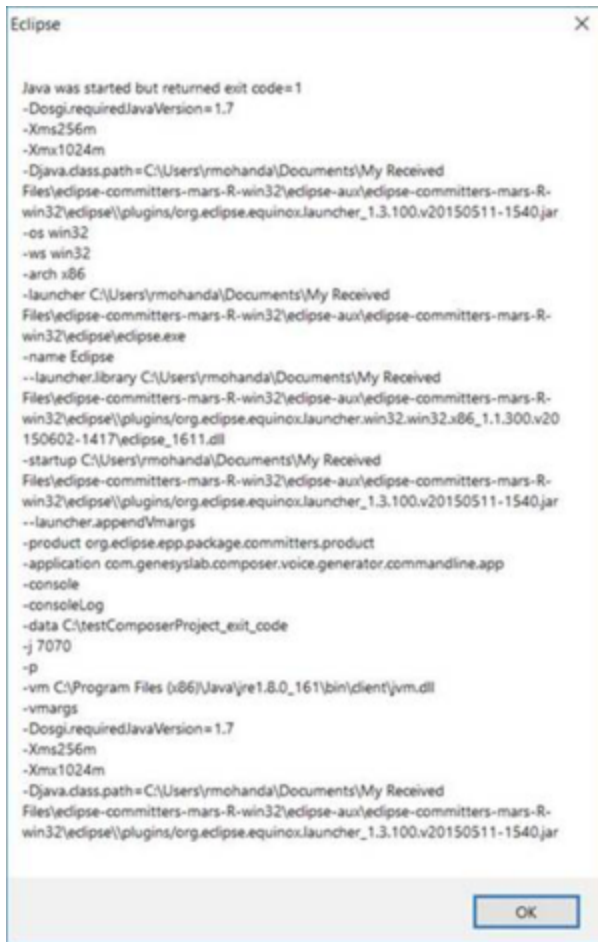 Eclipse
Java was started but returned exit code=1
-Dosgi.requiredJavaVersion=1.7
-Xms256m
-Xmx1024m
-Djava.class.path=C:\Users\rmohanda\Documents\My Received
Files\eclipse-committers-mars-R-win32\eclipse-aux\eclipse-committers-mars-R-
win32\eclipse\\plugins/org.eclipse.equinox.launcher_1.3.100.v20150511-1540.jar
-os win32
-ws win32
-arch x86
-launcher C:\Users\rmohanda\Documents\My Received
Files\eclipse-committers-mars-R-win32\eclipse-aux\eclipse-committers-mars-R-
win32\eclipse\eclipse.exe
-name Eclipse
--launcher.library C:\Users\rmohanda\Documents\My Received
Files\eclipse-committers-mars-R-win32\eclipse-aux\eclipse-committers-mars-R-
win32\eclipse\\plugins/org.eclipse.equinox.launcher.win32.win32.x86_1.1.300.v20
150602-1417\eclipse_1611.dll
-startup C:\Users\rmohanda\Documents\My Received
Files\eclipse-committers-mars-R-win32\eclipse-aux\eclipse-committers-mars-R-
win32\eclipse\\plugins/org.eclipse.equinox.launcher_1.3.100.v20150511-1540.jar
--launcher.appendVmargs
-product org.eclipse.epp.package.committers.product
-application com.genesyslab.composer.voice.generator.commandline.app
-console
-consoleLog
-data C:\testComposerProject_exit_code
-j 7070
-p
-vm C:\Program Files (x86)\Java\jre1.8.0_161\bin\client\jvm.dll
-vmargs
-Dosgi.requiredJavaVersion=1.7
-Xms256m
-Xmx1024m
-Djava.class.path=C:\Users\rmohanda\Documents\My Received
Files\eclipse-committers-mars-R-win32\eclipse-aux\eclipse-committers-mars-R-
win32\eclipse\\plugins/org.eclipse.equinox.launcher_1.3.100.v20150511-1540.jar
OK